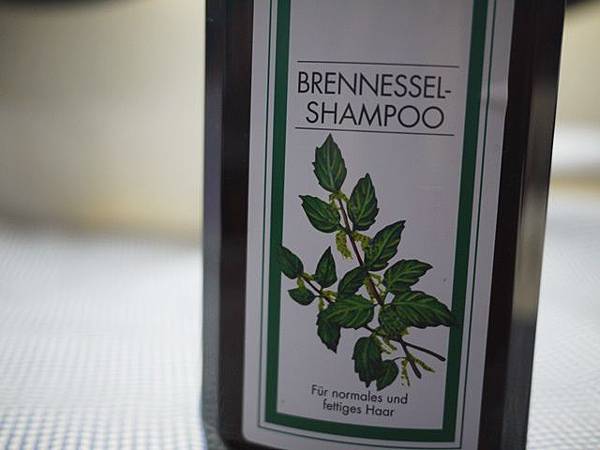 BRENNESSEL-
SHAMPOO
Für normales und
fettiges Haar